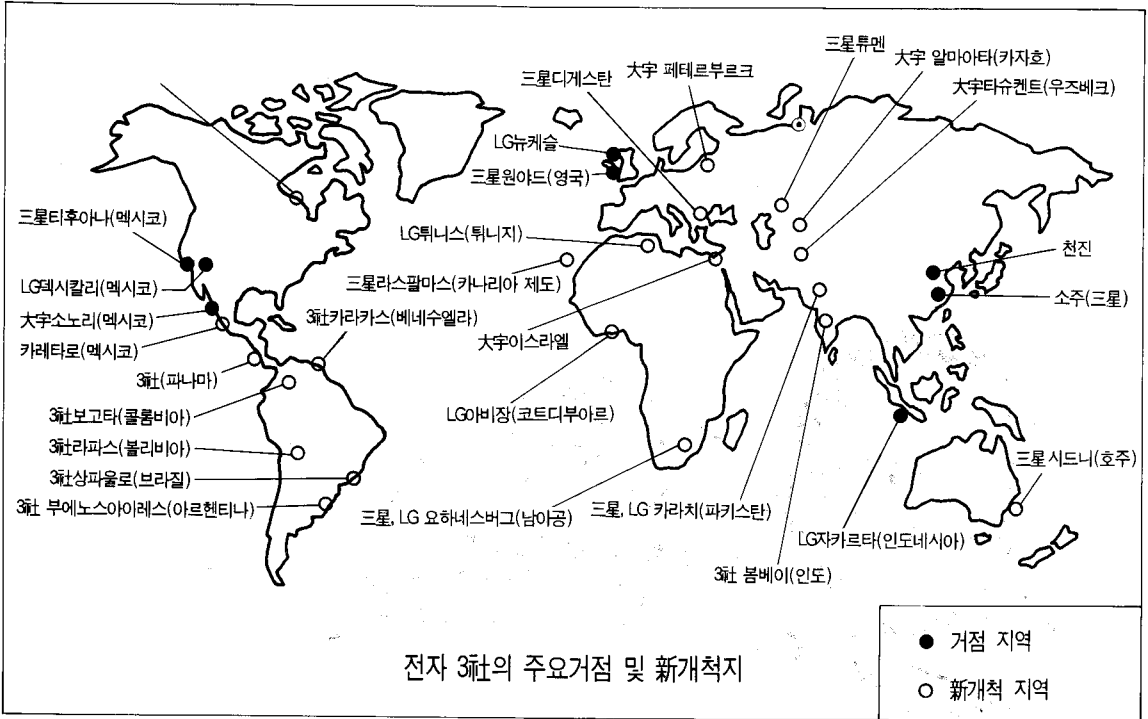 三星튜멘
大宇 알마아타(카자흐)
三星디게스탄
大宇 페테르부르크
大宇타슈켄트(우즈베크)
LG뉴케슬
三星원야드(영국)
三星티후아나(멕시코)
LG튀니스(튀니지)
천진
LG멕시칼리(멕시코)
三星라스팔마스(카나리아 제도)
소주(三星)
大宇소노리(멕시코)
3社카라카스(베네수엘라)
大宇이스라엘
카레타로(멕시코)
3社(파나마)
3社보고타(콜롬비아)
LG아비장(코트디부아르)
3社라파스(볼리비아)
三星 시드니(호주)
3社상파울로(브라질)
3社 부에노스아이레스(아르헨티나)
三星, LG 요하네스버그(남아공)
三星, LG 카라치(파키스탄)
LG자카르타(인도네시아)
3社 봄베이(인도)
전자 3社의 주요거점 및 新개척지
● 거점 지역
○ 新개척 지역